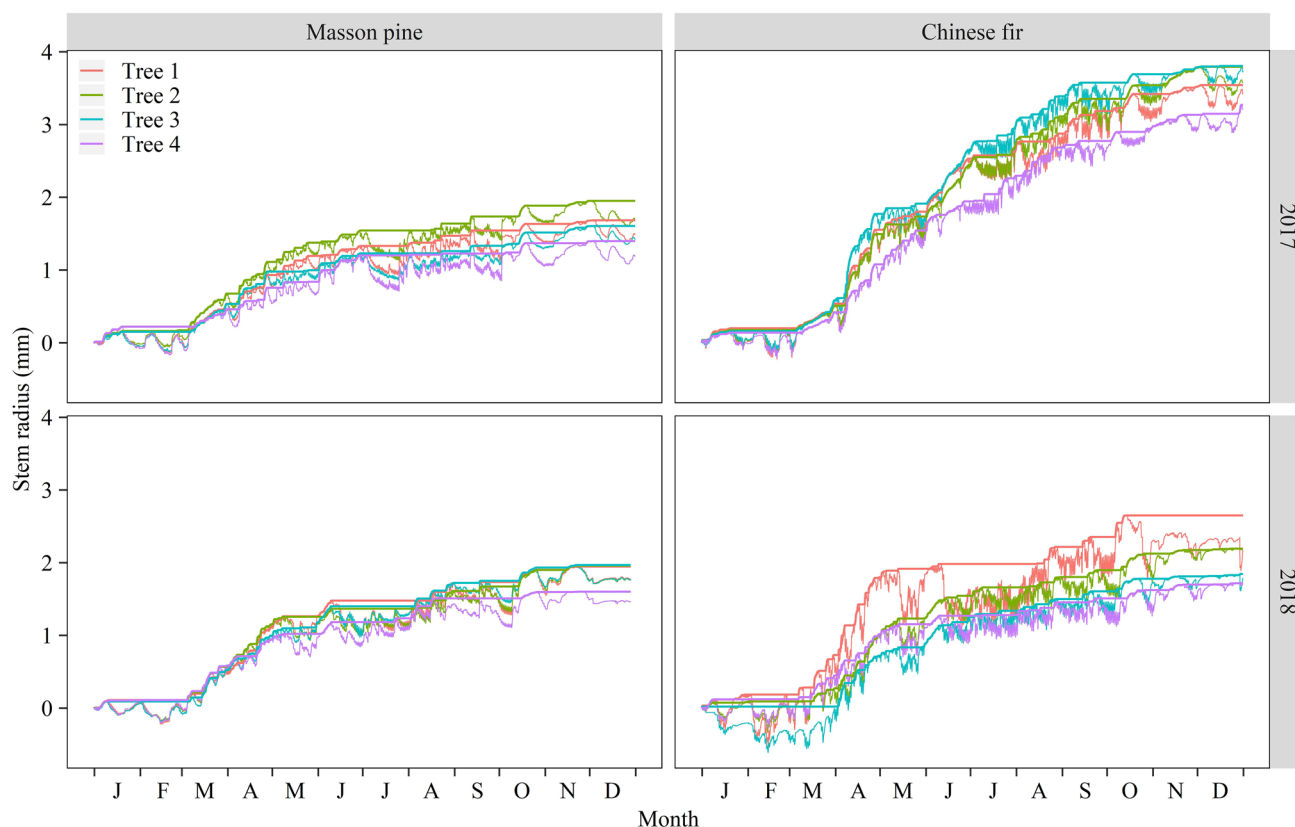 Masson pine
Chinese fir
4
3
2
1
0
Tree 1
Tree 2
Tree 3
Tree 4
2017
Stem radius (mm)
4
3
2
1
0
2018
J F M A M J J A S O N D
J F M A M J J A S O N D
Month